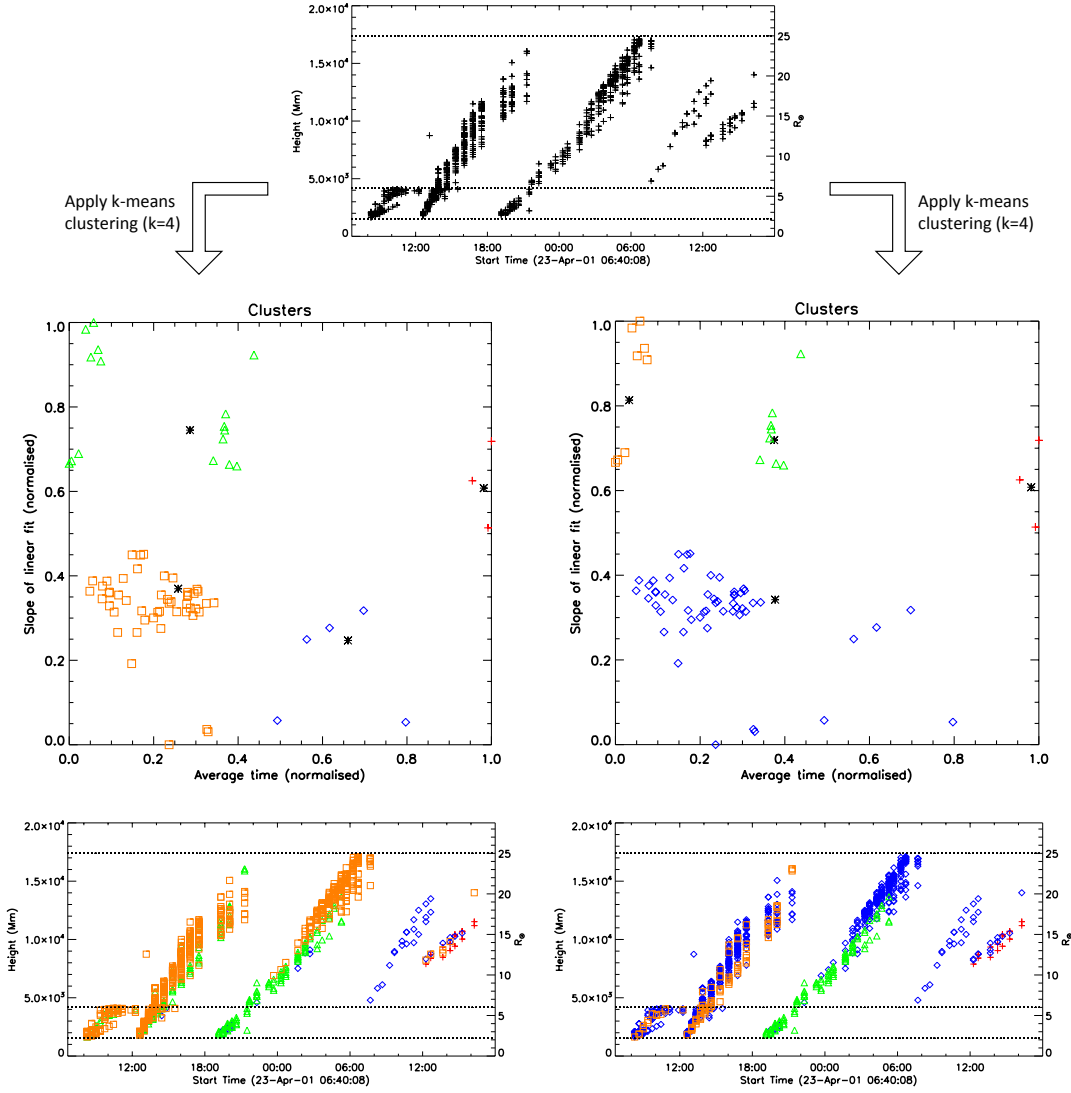 2.0×10⁴
1.5×10⁴
1.0×10⁴
5.0×10³
0
Height (Mm)
25
20
15
10
5
0
R⊙
12:00 18:00 00:00 06:00 12:00
Start Time (23-Apr-01 06:40:08)
Apply k-means
clustering (k=4)
Apply k-means
clustering (k=4)
Clusters
1.0
0.8
0.6
0.4
0.2
0.0
Slope of linear fit (normalised)
0.0 0.2 0.4 0.6 0.8 1.0
Average time (normalised)
Clusters
1.0
0.8
0.6
0.4
0.2
0.0
Slope of linear fit (normalised)
0.0 0.2 0.4 0.6 0.8 1.0
Average time (normalised)
2.0×10⁴
1.5×10⁴
1.0×10⁴
5.0×10³
0
Height (Mm)
25
20
15
10
5
0
R⊙
12:00 18:00 00:00 06:00 12:00
Start Time (23-Apr-01 06:40:08)
2.0×10⁴
1.5×10⁴
1.0×10⁴
5.0×10³
0
Height (Mm)
25
20
15
10
5
0
R⊙
12:00 18:00 00:00 06:00 12:00
Start Time (23-Apr-01 06:40:08)